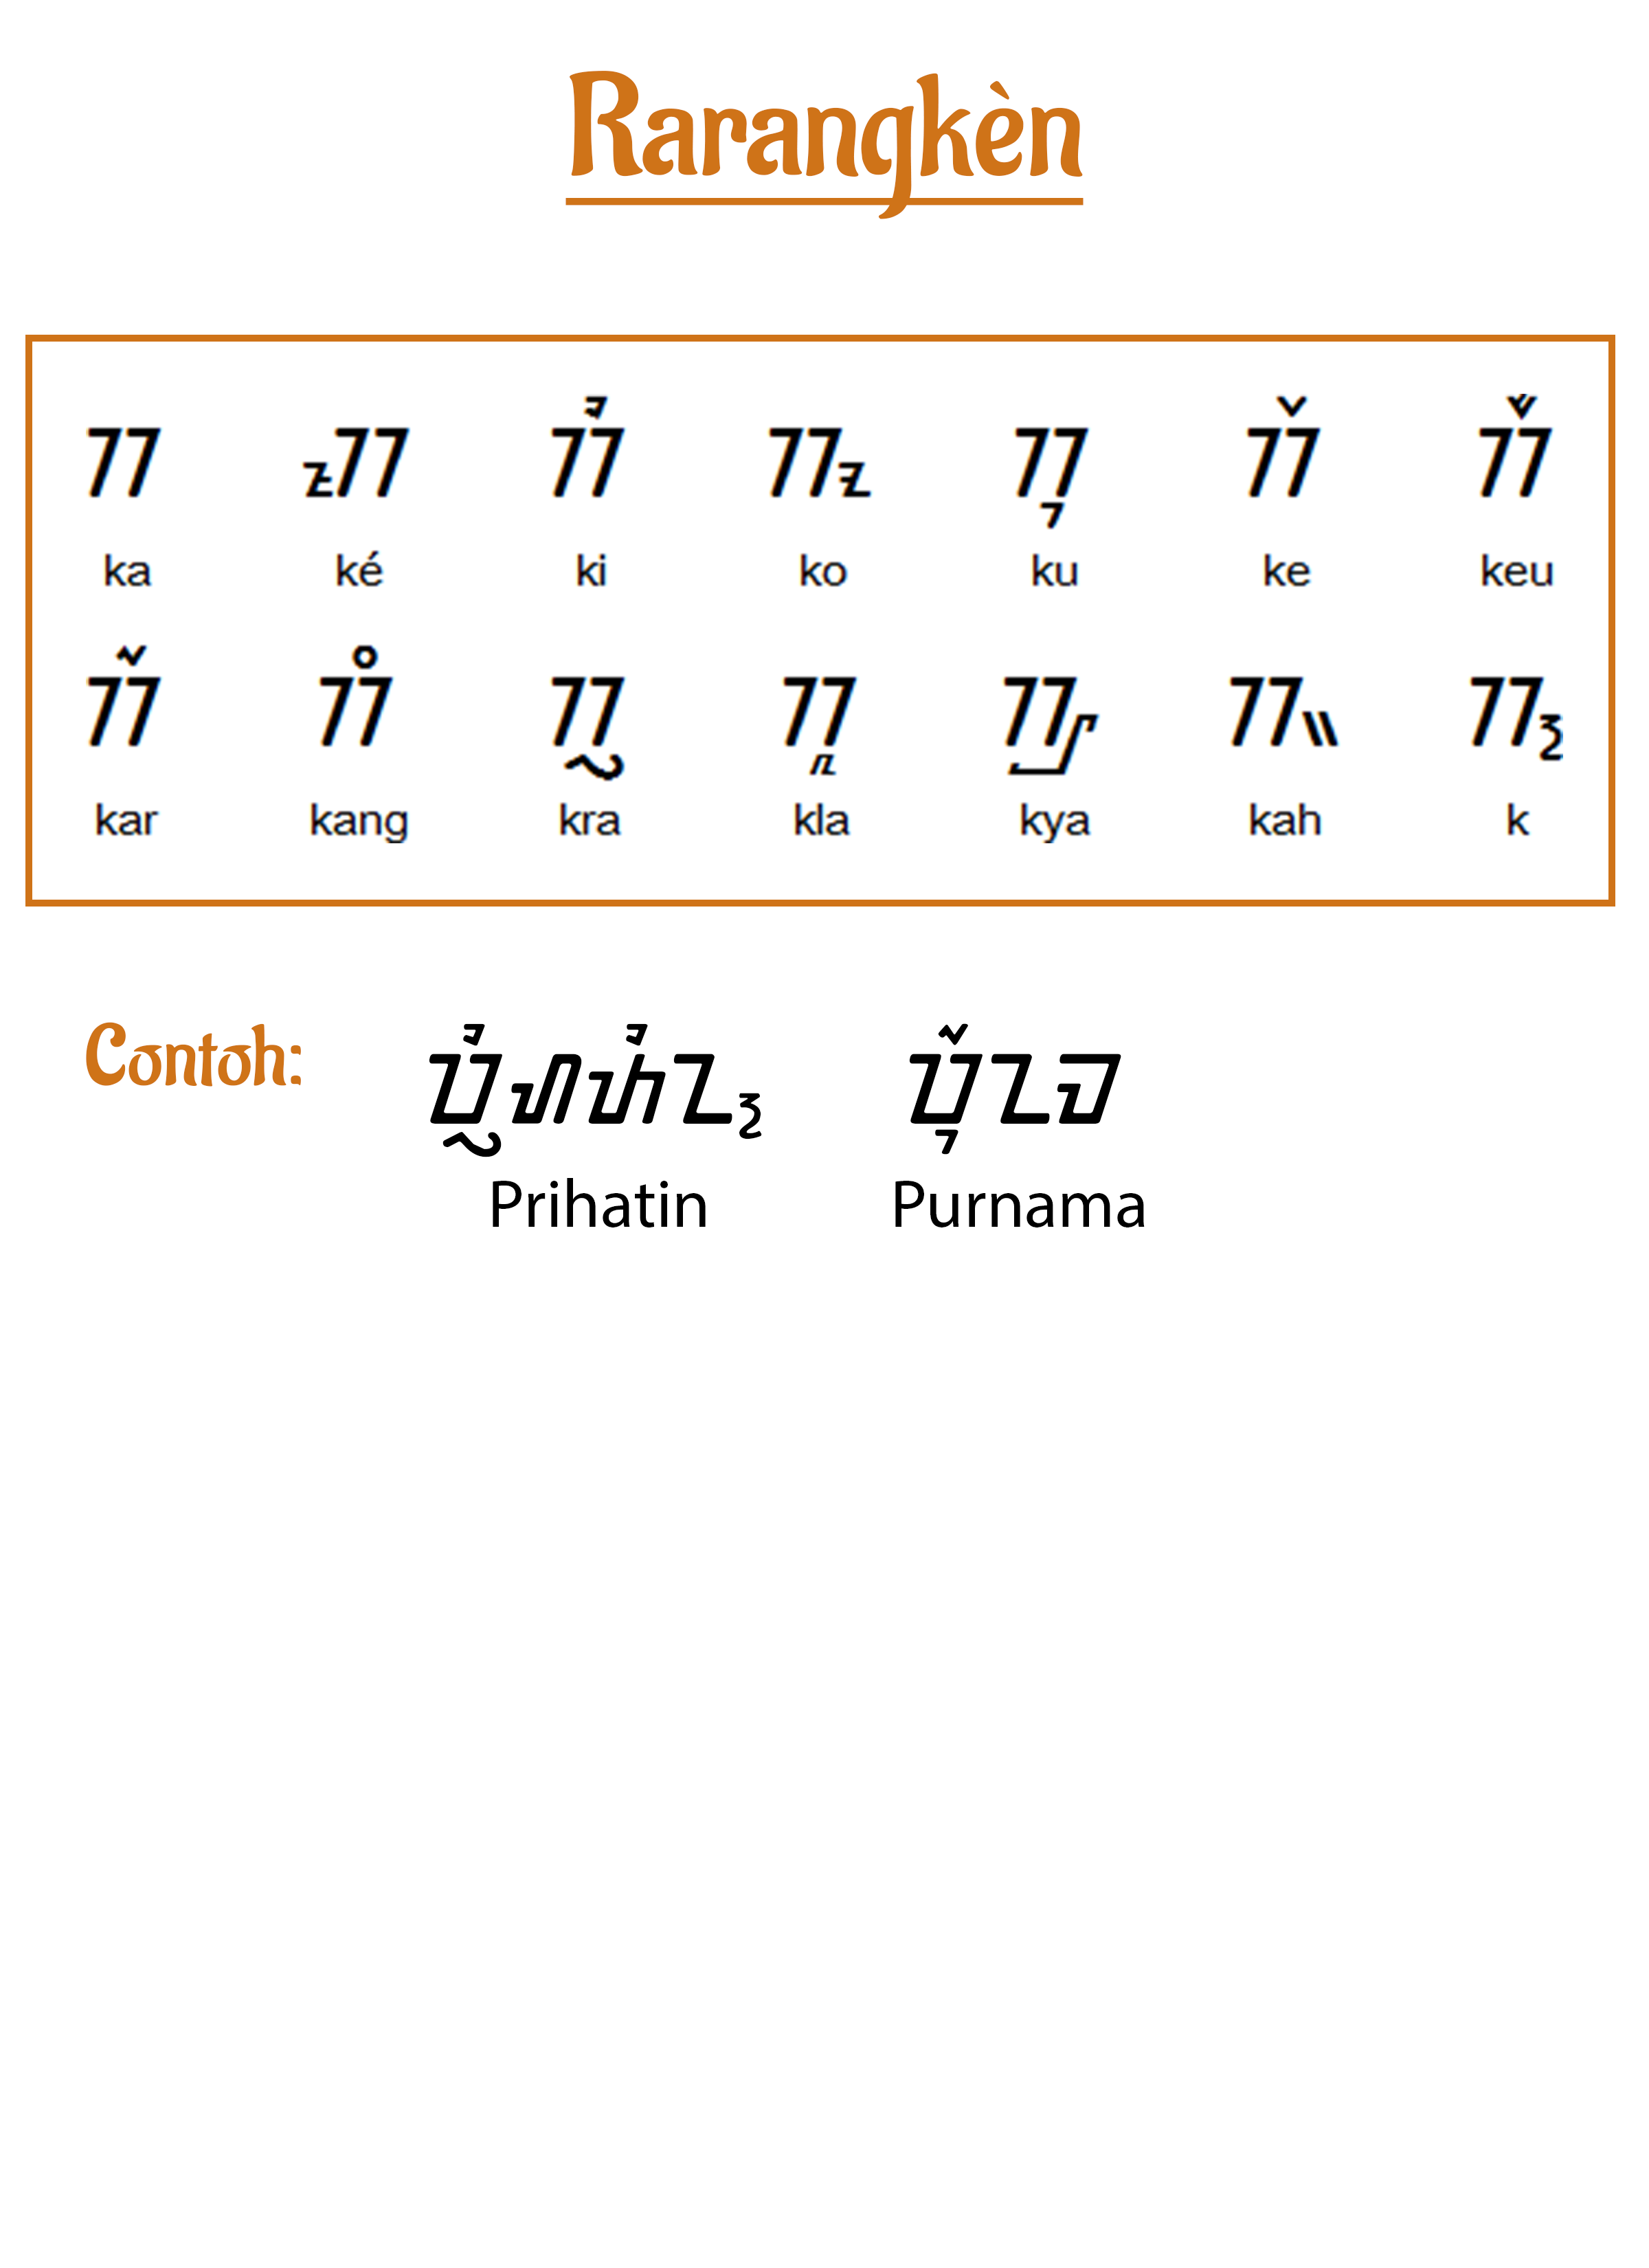 Rarangkèn
ᮊ ᮊᮦ ᮊᮤ ᮊᮧ ᮊᮥ ᮊᮨ ᮊᮩ
ka ké ki ko ku ke keu
ᮊᮁ ᮊᮀ ᮊᮢ ᮊᮣ ᮊᮡ ᮊᮂ ᮊ᮪
kar kang kra kla kya kah k
Contoh: ᮕᮢᮤᮠᮒᮤᮔ᮪ ᮕᮥᮁᮔᮙ
Prihatin Purnama